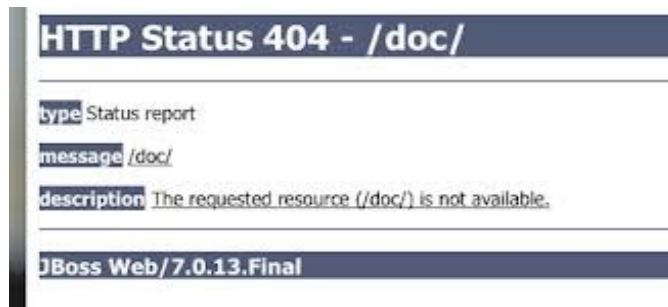 HTTP Status 404 - /doc/
type Status report
message /doc/
description The requested resource (/doc/) is not available.
JBoss Web/7.0.13.Final